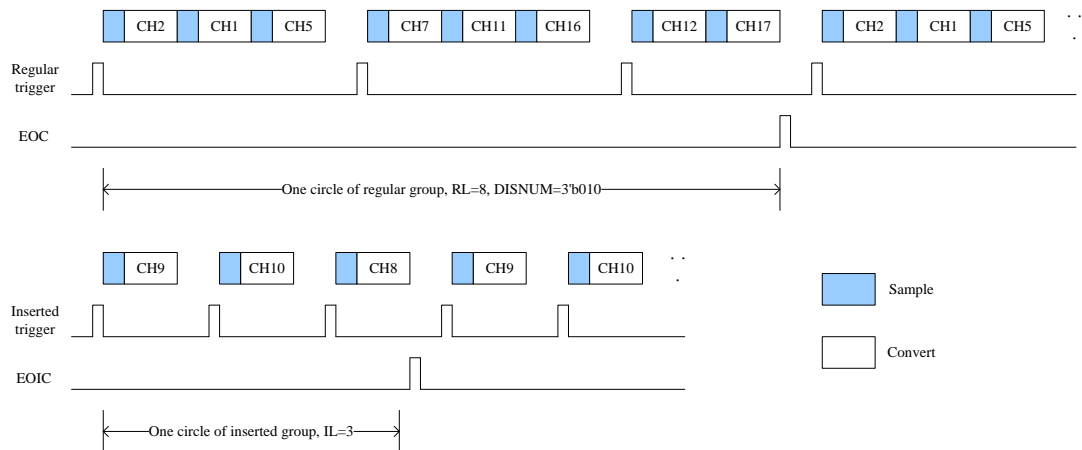 CH2 CH1 CH5 CH7 CH11 CH16 CH12 CH17 CH2 CH1 CH5 . . .
Regular
trigger
EOC
One circle of regular group, RL=8, DISNUM=3'b010
CH9 CH10 CH8 CH9 CH10 . . .
Sample
Inserted
trigger
Convert
EOIC
One circle of inserted group, IL=3